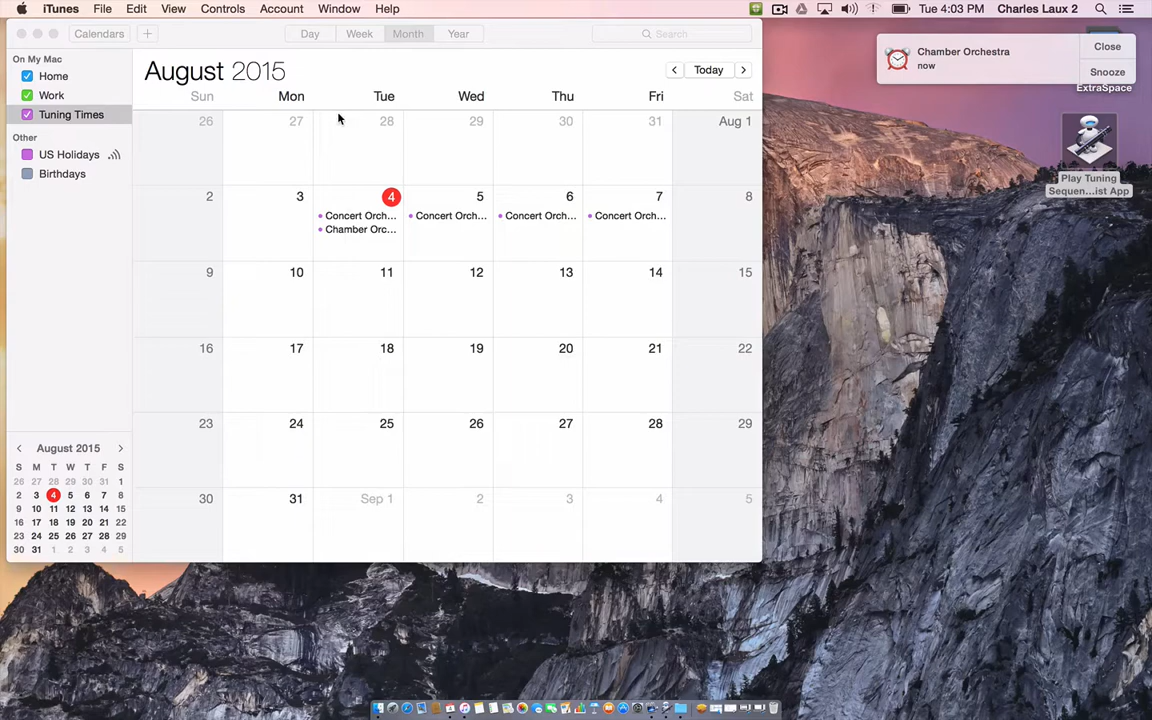 iTunes File Edit View Controls Account Window Help Tue 4:03 PM Charles Laux 2
Calendars + Day Week Month Year Search
Chamber Orchestra
now
Close
Snooze
ExtraSpace
Play Tuning
Sequen...ist App
On My Mac
Home
Work
Tuning Times
Other
US Holidays
Birthdays
August 2015
Today
Sun Mon Tue Wed Thu Fri Sat
26 27 28 29 30 31 Aug 1
2 3 4 5 6 7 8
Concert Orch... Concert Orch... Concert Orch... Concert Orch...
Chamber Orc...
9 10 11 12 13 14 15
16 17 18 19 20 21 22
23 24 25 26 27 28 29
30 31 Sep 1 2 3 4 5
August 2015
S M T W T F S
26 27 28 29 30 31 1
2 3 4 5 6 7 8
9 10 11 12 13 14 15
16 17 18 19 20 21 22
23 24 25 26 27 28 29
30 31 1 2 3 4 5